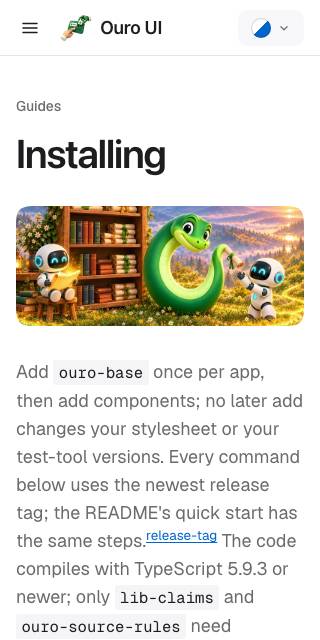 Ouro UI
Guides
Installing
Add ouro-base once per app,
then add components; no later add
changes your stylesheet or your
test-tool versions. Every command
below uses the newest release
tag; the README's quick start has
the same steps.release-tag The code
compiles with TypeScript 5.9.3 or
newer; only lib-claims and
ouro-source-rules need